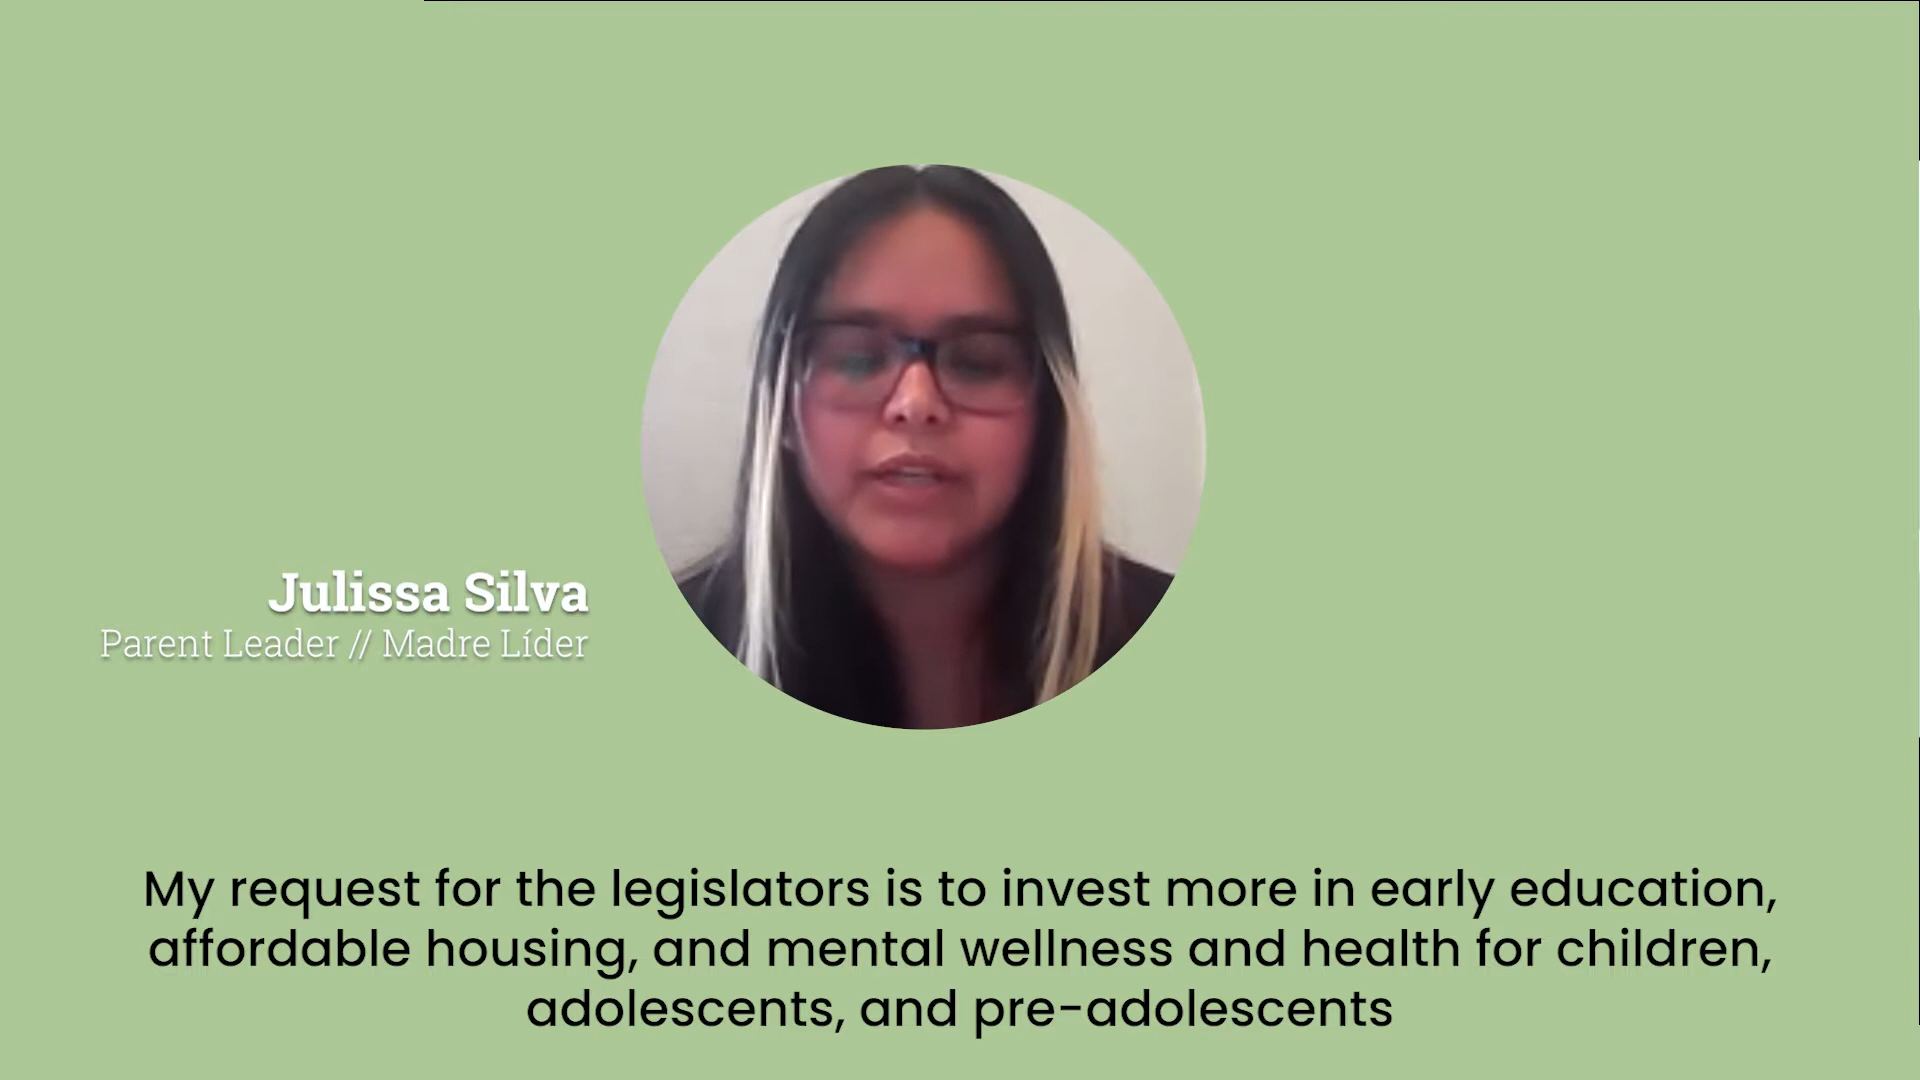 Julissa Silva
Parent Leader // Madre Líder
My request for the legislators is to invest more in early education,
affordable housing, and mental wellness and health for children,
adolescents, and pre-adolescents